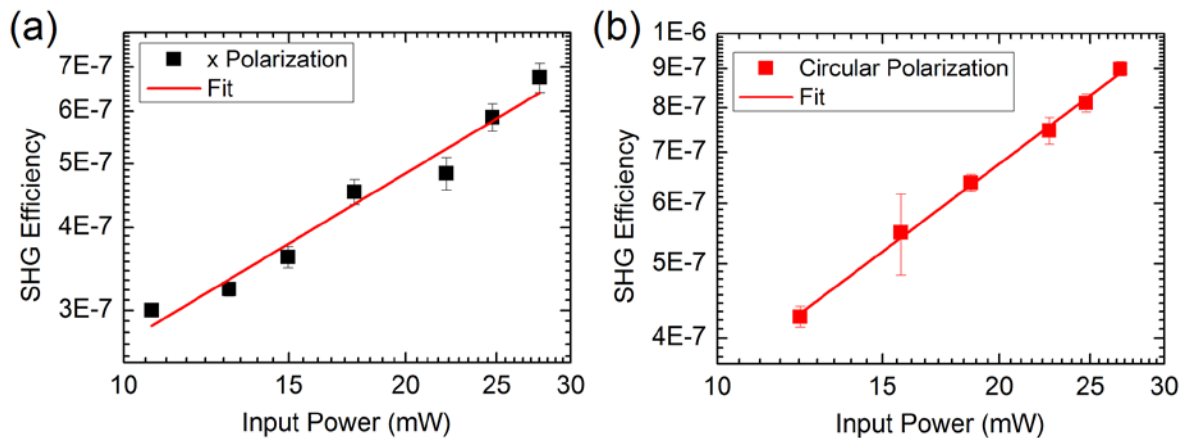 (a)
x Polarization
Fit
7E-7
6E-7
5E-7
4E-7
3E-7
SHG Efficiency
10
15
20
25
30
Input Power (mW)
(b)
Circular Polarization
Fit
1E-6
9E-7
8E-7
7E-7
6E-7
5E-7
4E-7
SHG Efficiency
10
15
20
25
30
Input Power (mW)